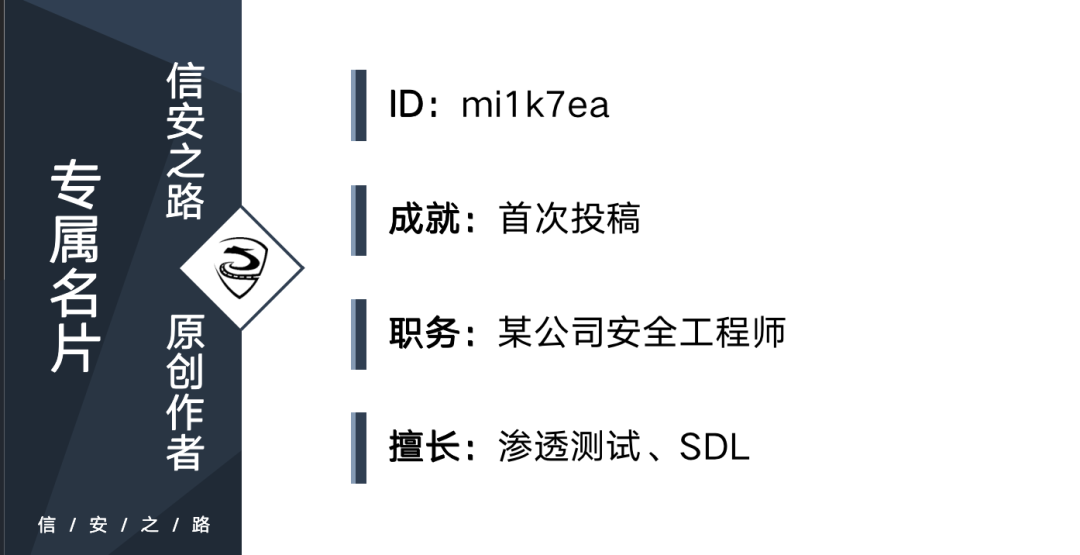 专属名片
信安之路 原创作者
信/安/之/路
ID：mi1k7ea
成就：首次投稿
职务：某公司安全工程师
擅长：渗透测试、SDL